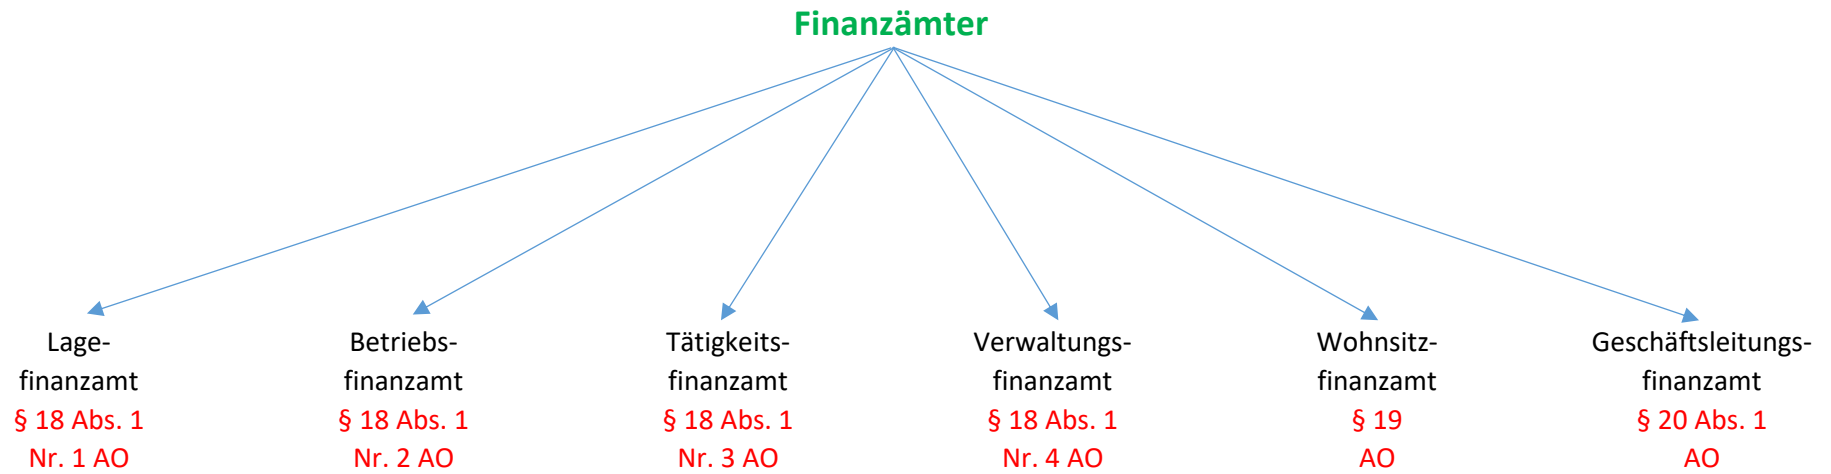 Finanzämter
Lage-
finanzamt
§ 18 Abs. 1
Nr. 1 AO
Betriebs-
finanzamt
§ 18 Abs. 1
Nr. 2 AO
Tätigkeits-
finanzamt
§ 18 Abs. 1
Nr. 3 AO
Verwaltungs-
finanzamt
§ 18 Abs. 1
Nr. 4 AO
Wohnsitz-
finanzamt
§ 19
AO
Geschäftsleitungs-
finanzamt
§ 20 Abs. 1
AO